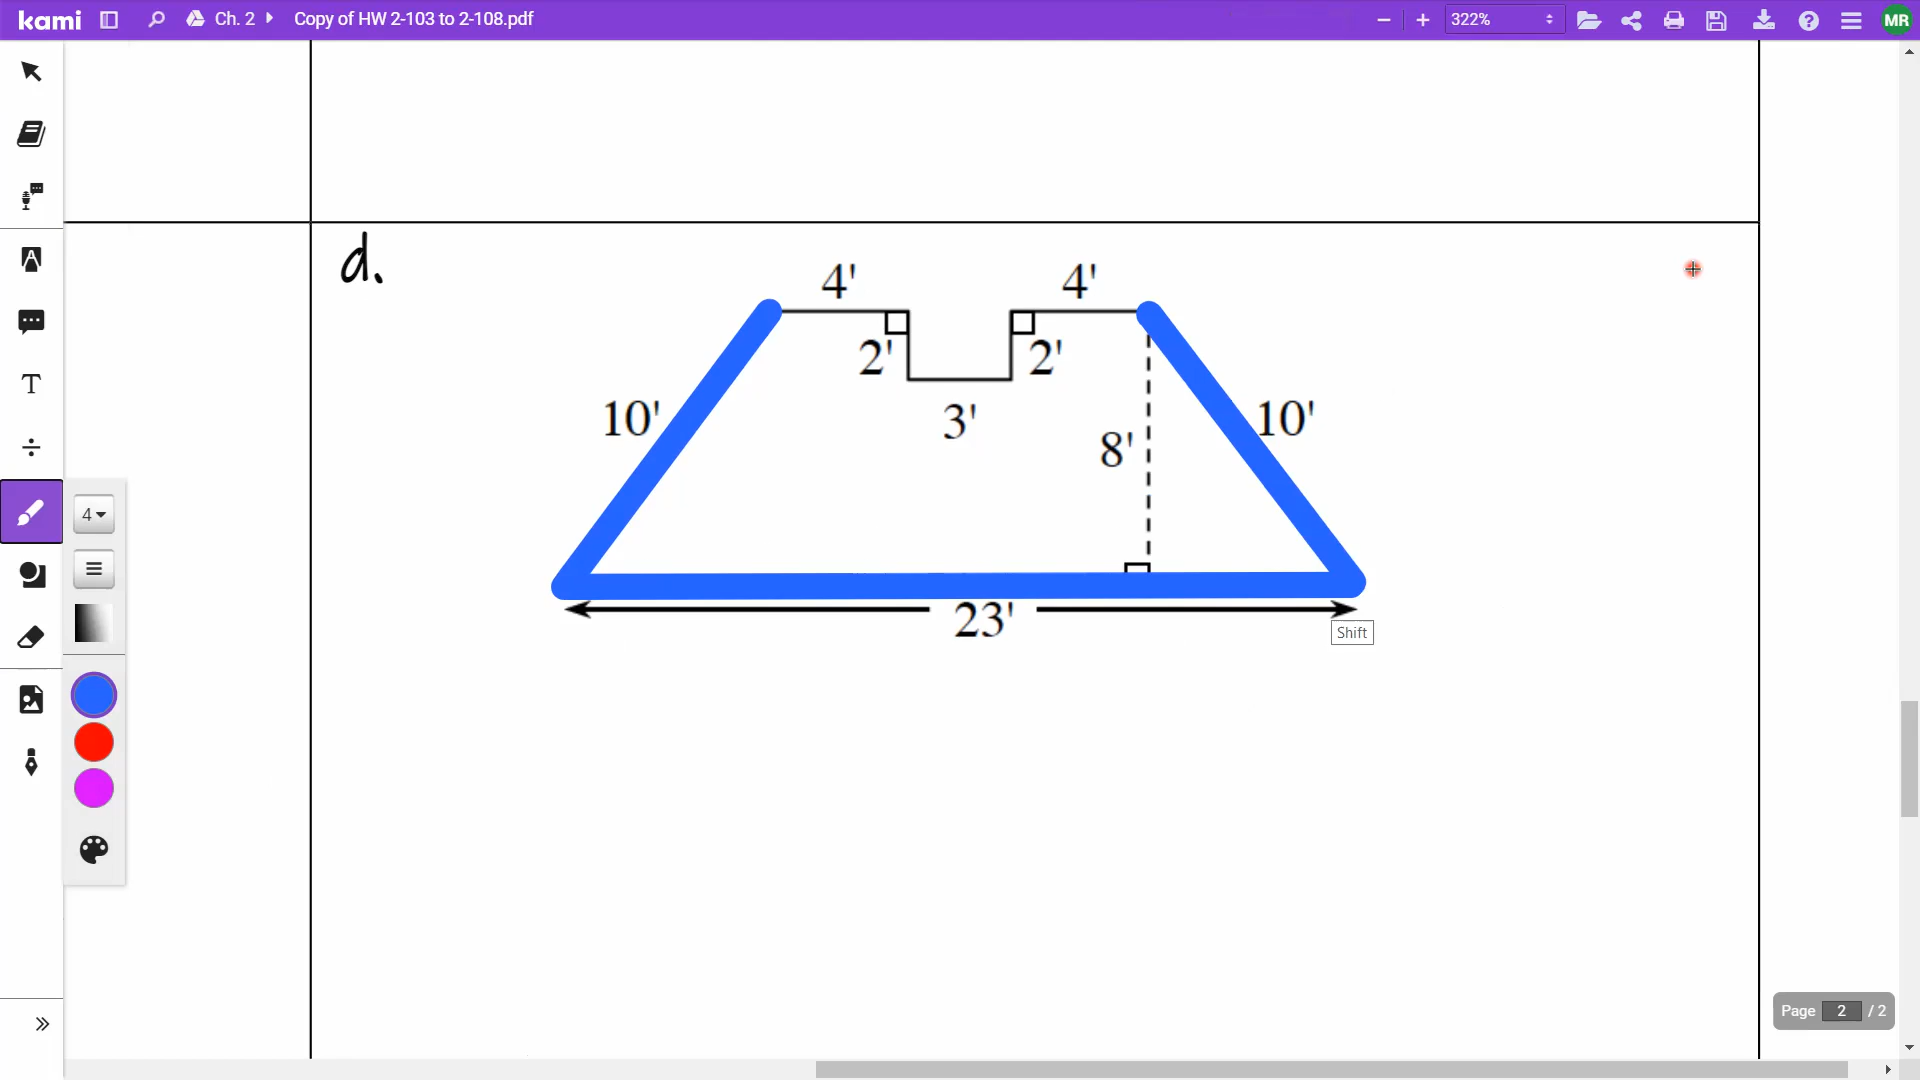 kami Ch. 2 Copy of HW 2-103 to 2-108.pdf 322% MR
d.
4' 4'
2' 2'
10' 3' 8' 10'
23'
Shift
T
4
Page 2 / 2